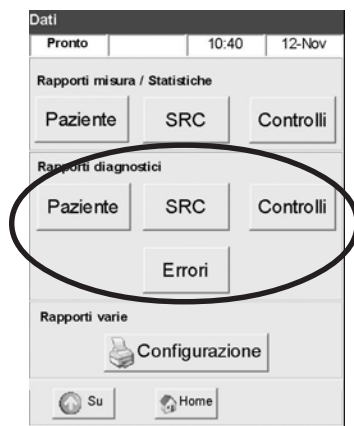 Dati
Pronto 10:40 12-Nov
Rapporti misura / Statistiche
Paziente SRC Controlli
Rapporti diagnostici
Paziente SRC Controlli
Errori
Rapporti varie
Configurazione
Su Home